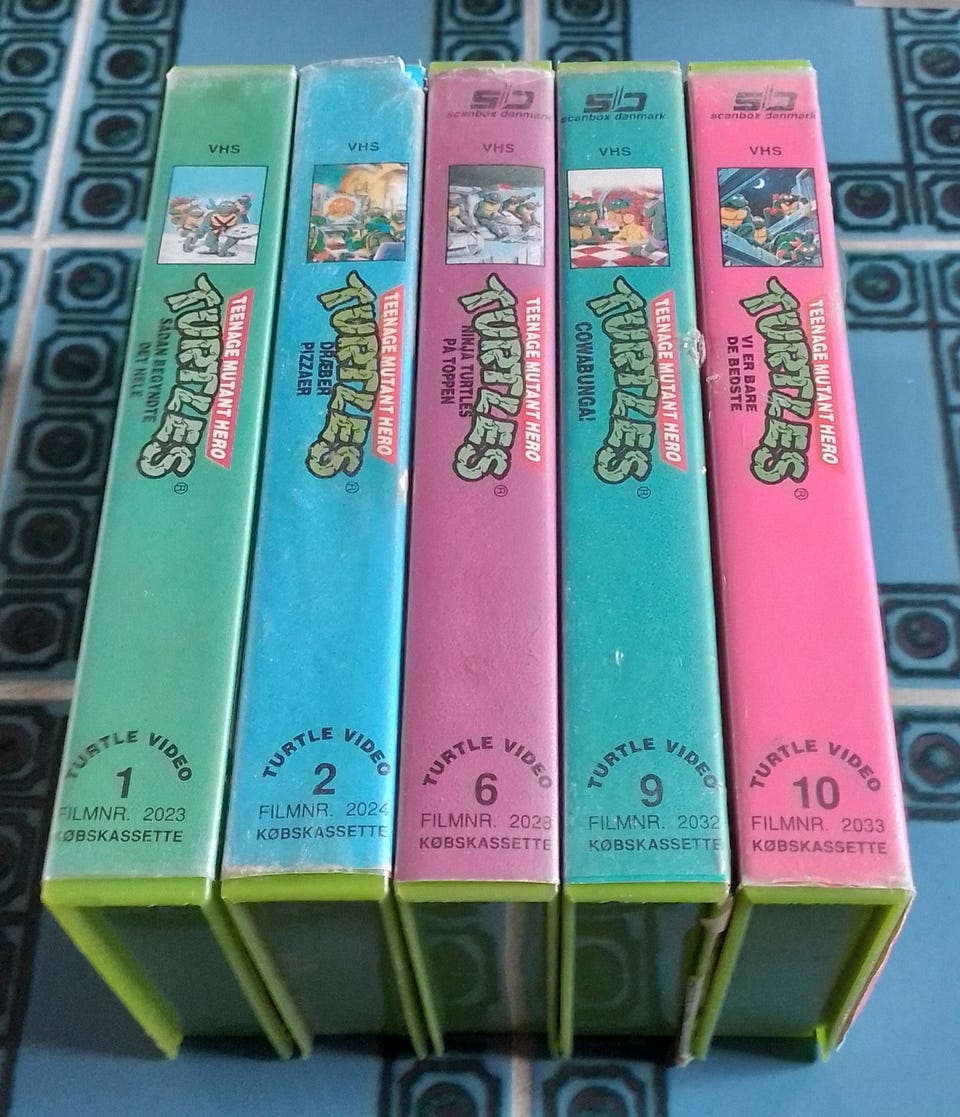 VHS
TEENAGE MUTANT HERO
TURTLES
®
SÅDAN BEGYNDTE
DET HELE
TURTLE VIDEO
1
FILMNR. 2023
KØBSKASSETTE
VHS
TEENAGE MUTANT HERO
TURTLES
®
DRÆBER
PIZZAER
TURTLE VIDEO
2
FILMNR. 2024
KØBSKASSETTE
scanbox danmark
VHS
TEENAGE MUTANT HERO
TURTLES
®
NINJA TURTLES
PÅ TOPPEN
TURTLE VIDEO
6
FILMNR. 2028
KØBSKASSETTE
scanbox danmark
VHS
TEENAGE MUTANT HERO
TURTLES
®
COWABUNGA!
TURTLE VIDEO
9
FILMNR. 2032
KØBSKASSETTE
scanbox danmark
VHS
TEENAGE MUTANT HERO
TURTLES
®
VI ER BARE
DE BEDSTE
TURTLE VIDEO
10
FILMNR. 2033
KØBSKASSETTE